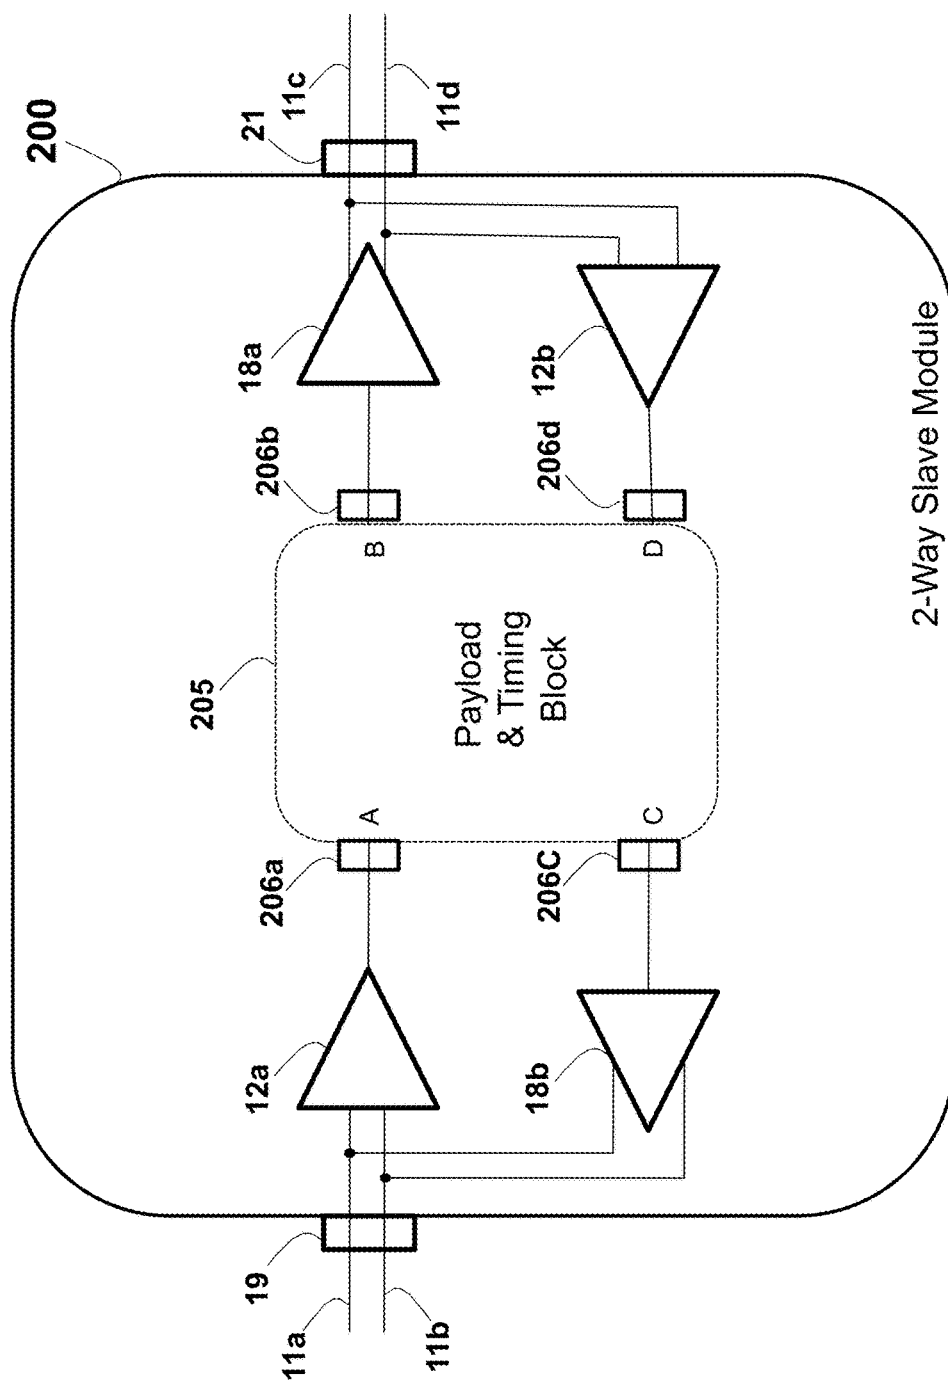 200
11c
21
11d
18a
12b
206b
206d
B
D
205
Payload
& Timing
Block
A
C
206a
206C
12a
18b
19
11a
11b
2-Way Slave Module